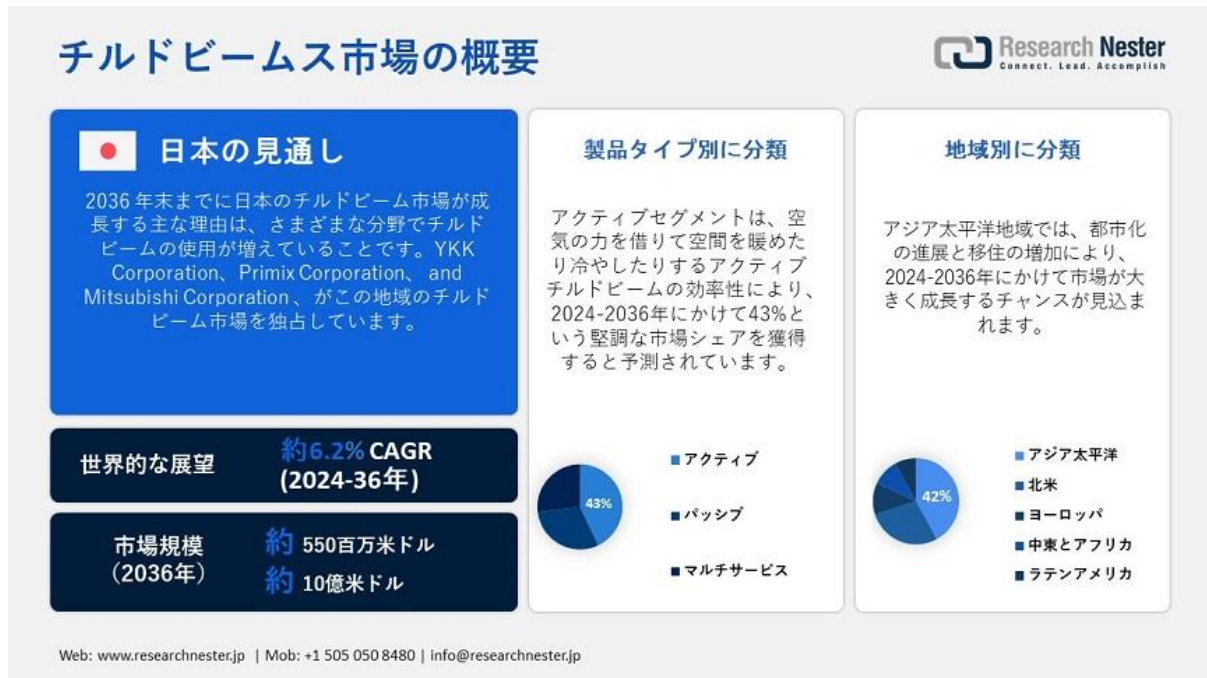 チルドビームス市場の概要
Research Nester
Connect. Lead. Accomplish
日本の見通し
2036 年末までに日本のチルドビーム市場が成
長する主な理由は、さまざまな分野でチルド
ビームの使用が増えていることです。YKK
Corporation、Primix Corporation、 and
Mitsubishi Corporation 、がこの地域のチルド
ビーム市場を独占しています。
世界的な展望
約6.2% CAGR
(2024-36年)
市場規模
（2036年）
約 550百万米ドル
約 10億米ドル
製品タイプ別に分類
アクティブセグメントは、空
気の力を借りて空間を暖めた
り冷やしたりするアクティブ
チルドビームの効率性により、
2024-2036年にかけて43%と
いう堅調な市場シェアを獲得
すると予測されています。
43%
アクティブ
パッシブ
マルチサービス
地域別に分類
アジア太平洋地域では、都市化
の進展と移住の増加により、
2024-2036年にかけて市場が大
きく成長するチャンスが見込ま
れます。
42%
アジア太平洋
北米
ヨーロッパ
中東とアフリカ
ラテンアメリカ
Web: www.researchnester.jp | Mob: +1 505 050 8480 | info@researchnester.jp